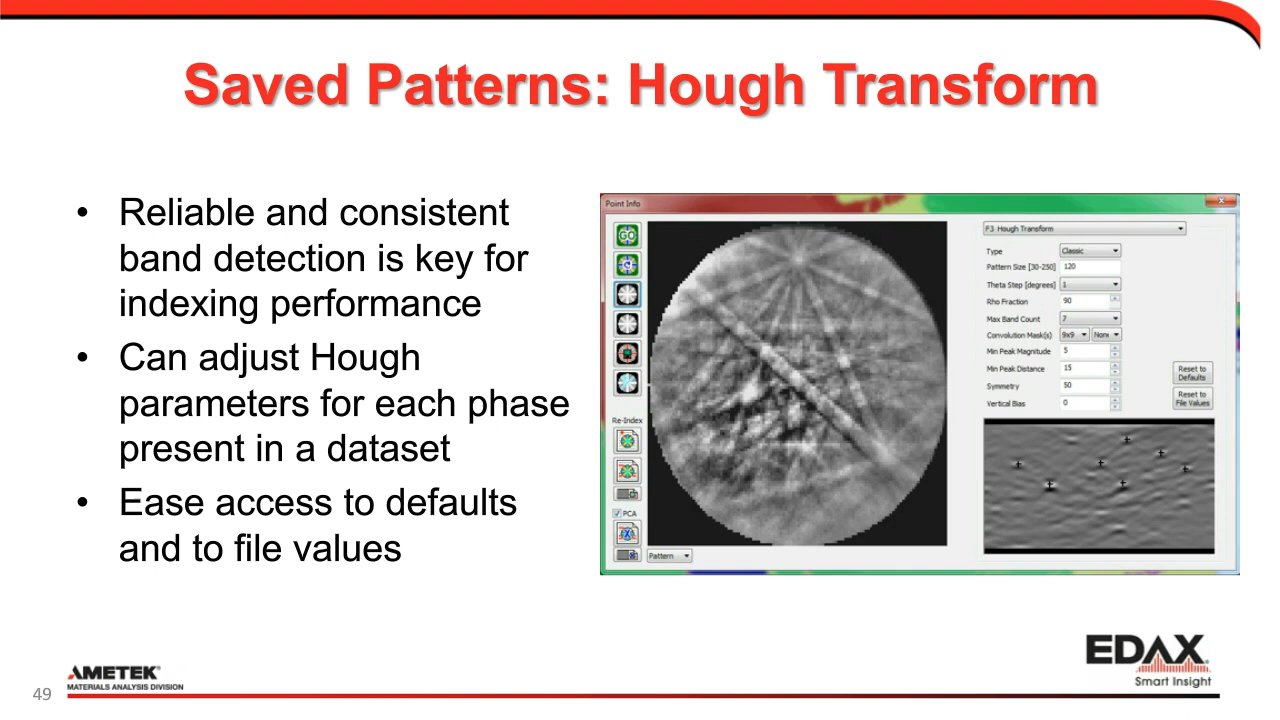 Saved Patterns: Hough Transform
• Reliable and consistent
band detection is key for
indexing performance
• Can adjust Hough
parameters for each phase
present in a dataset
• Ease access to defaults
and to file values
Point Info
GO
Re-Index
PCA
Pattern
F3 Hough Transform
Type Classic
Pattern Size [30-250] 120
Theta Step [degrees] 1
Rho Fraction 90
Max Band Count 7
Convolution Mask(s) 9x9
Min Peak Magnitude 5
Min Peak Distance 15
Symmetry 50
Vertical Bias 0
Reset to
Defaults
Reset to
File Values
49
AMETEK®
MATERIALS ANALYSIS DIVISION
EDAX
Smart Insight